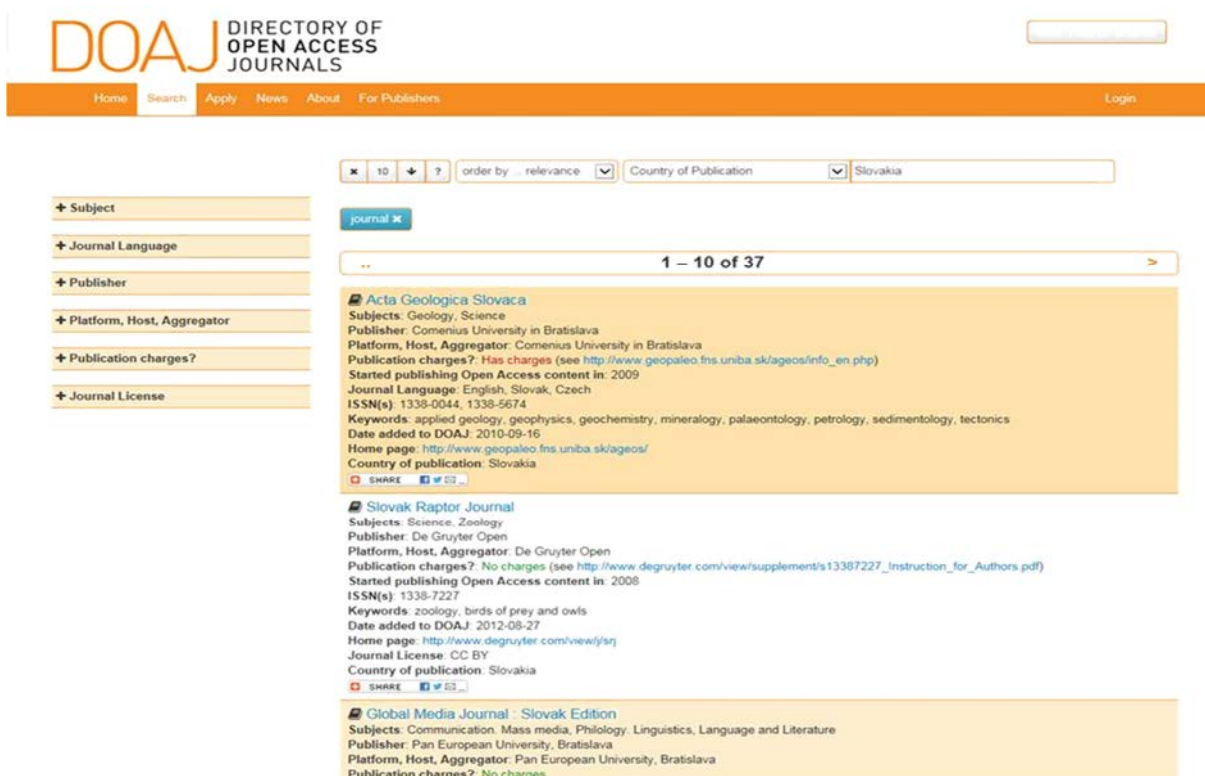 DOAJ DIRECTORY OF
OPEN ACCESS
JOURNALS
Home Search Apply News About For Publishers Login
10 ? order by .. relevance Country of Publication Slovakia
+ Subject
+ Journal Language
+ Publisher
+ Platform, Host, Aggregator
+ Publication charges?
+ Journal License
journal ×
.. 1 – 10 of 37 >
Acta Geologica Slovaca
Subjects: Geology, Science
Publisher: Comenius University in Bratislava
Platform, Host, Aggregator: Comenius University in Bratislava
Publication charges?: Has charges (see http://www.geopaleo.fns.uniba.sk/ageos/info_en.php)
Started publishing Open Access content in: 2009
Journal Language: English, Slovak, Czech
ISSN(s): 1338-0044, 1338-5674
Keywords: applied geology, geophysics, geochemistry, mineralogy, palaeontology, petrology, sedimentology, tectonics
Date added to DOAJ: 2010-09-16
Home page: http://www.geopaleo.fns.uniba.sk/ageos/
Country of publication: Slovakia
SHARE
Slovak Raptor Journal
Subjects: Science, Zoology
Publisher: De Gruyter Open
Platform, Host, Aggregator: De Gruyter Open
Publication charges?: No charges (see http://www.degruyter.com/view/supplement/s13387227_Instruction_for_Authors.pdf)
Started publishing Open Access content in: 2008
ISSN(s): 1338-7227
Keywords: zoology, birds of prey and owls
Date added to DOAJ: 2012-08-27
Home page: http://www.degruyter.com/view/j/srj
Journal License: CC BY
Country of publication: Slovakia
SHARE
Global Media Journal : Slovak Edition
Subjects: Communication. Mass media, Philology. Linguistics, Language and Literature
Publisher: Pan European University, Bratislava
Platform, Host, Aggregator: Pan European University, Bratislava
Publication charges?: No charges